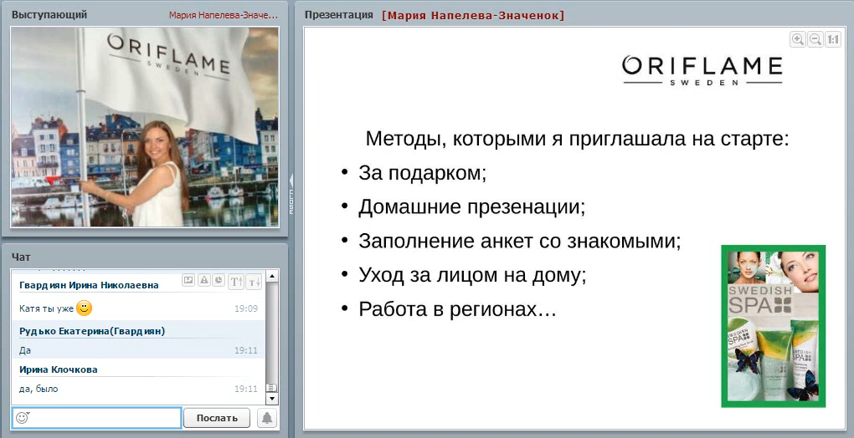 Выступающий
Мария Напелева-Значе...
ORIFLAME
SWEDEN
Чат
Гвардиян Ирина Николаевна
Катя ты уже
19:09
Рудько Екатерина(Гвардиян)
Да
19:11
Ирина Клочкова
да, было
19:11
Послать
Презентация [Мария Напелева-Значенок]
1:1
ORIFLAME
SWEDEN
Методы, которыми я приглашала на старте:
• За подарком;
• Домашние презенации;
• Заполнение анкет со знакомыми;
• Уход за лицом на дому;
• Работа в регионах...
SWEDISH
SPA